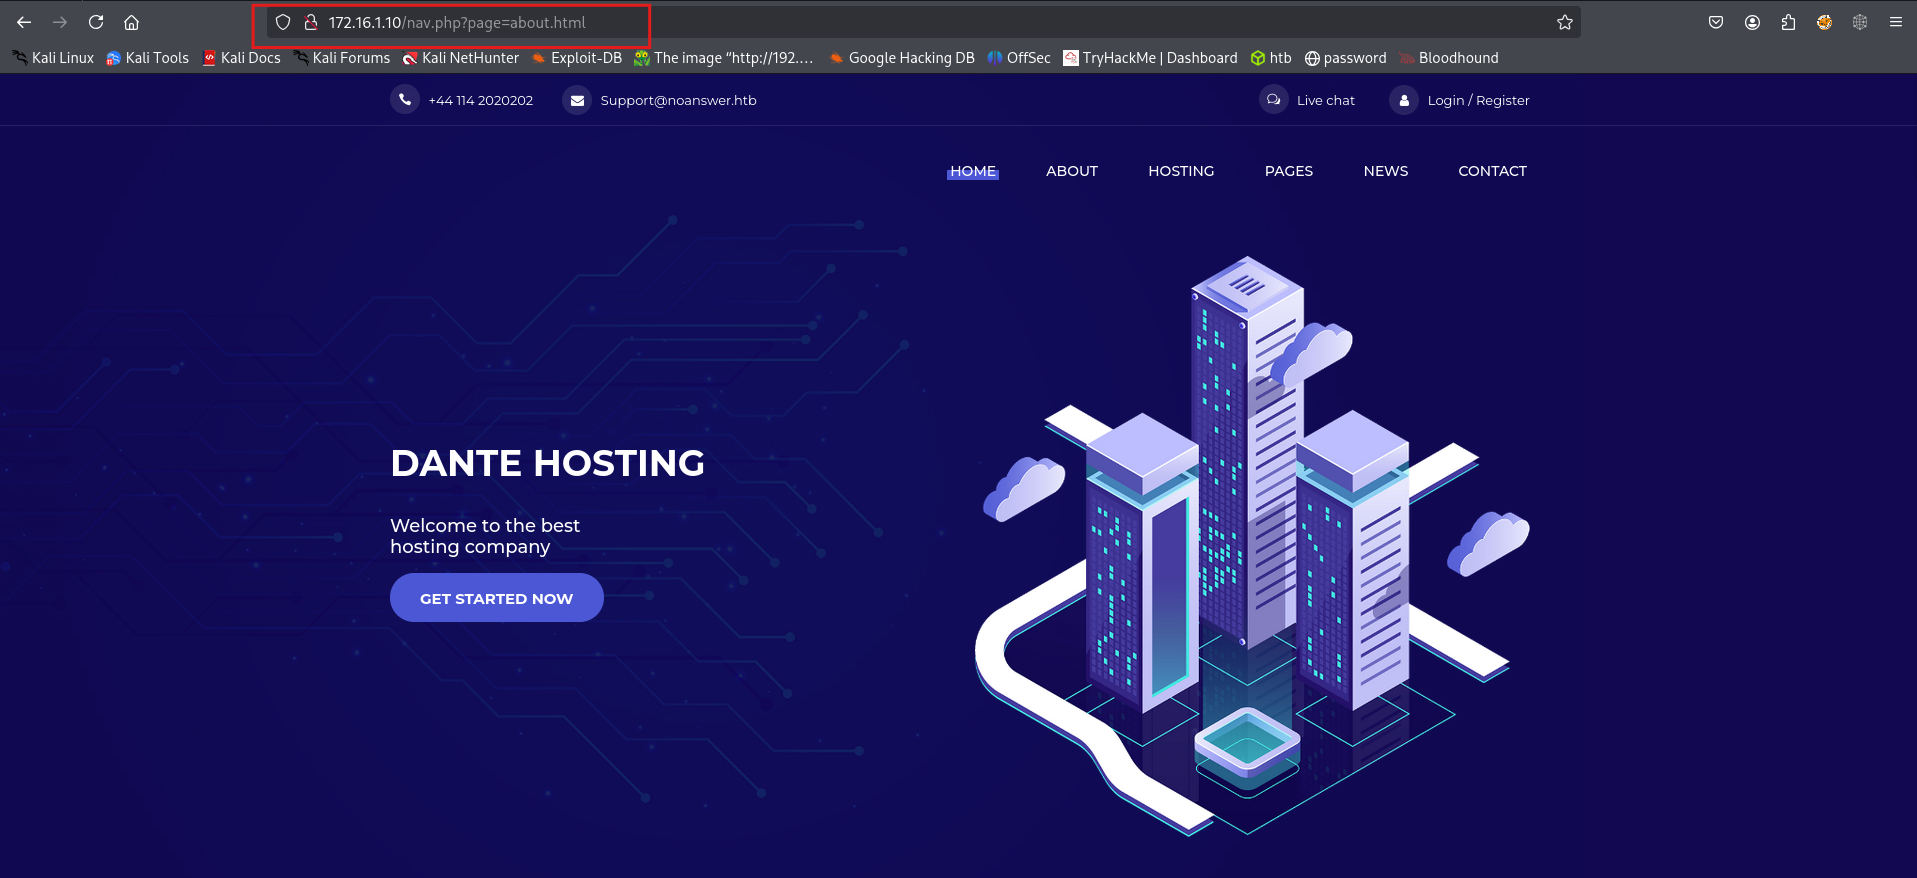 172.16.1.10/nav.php?page=about.html
Kali Linux Kali Tools Kali Docs Kali Forums Kali NetHunter Exploit-DB The image “http://192.… Google Hacking DB OffSec TryHackMe | Dashboard htb password Bloodhound
+44 114 2020202 Support@noanswer.htb Live chat Login / Register
HOME ABOUT HOSTING PAGES NEWS CONTACT
DANTE HOSTING
Welcome to the best
hosting company
GET STARTED NOW